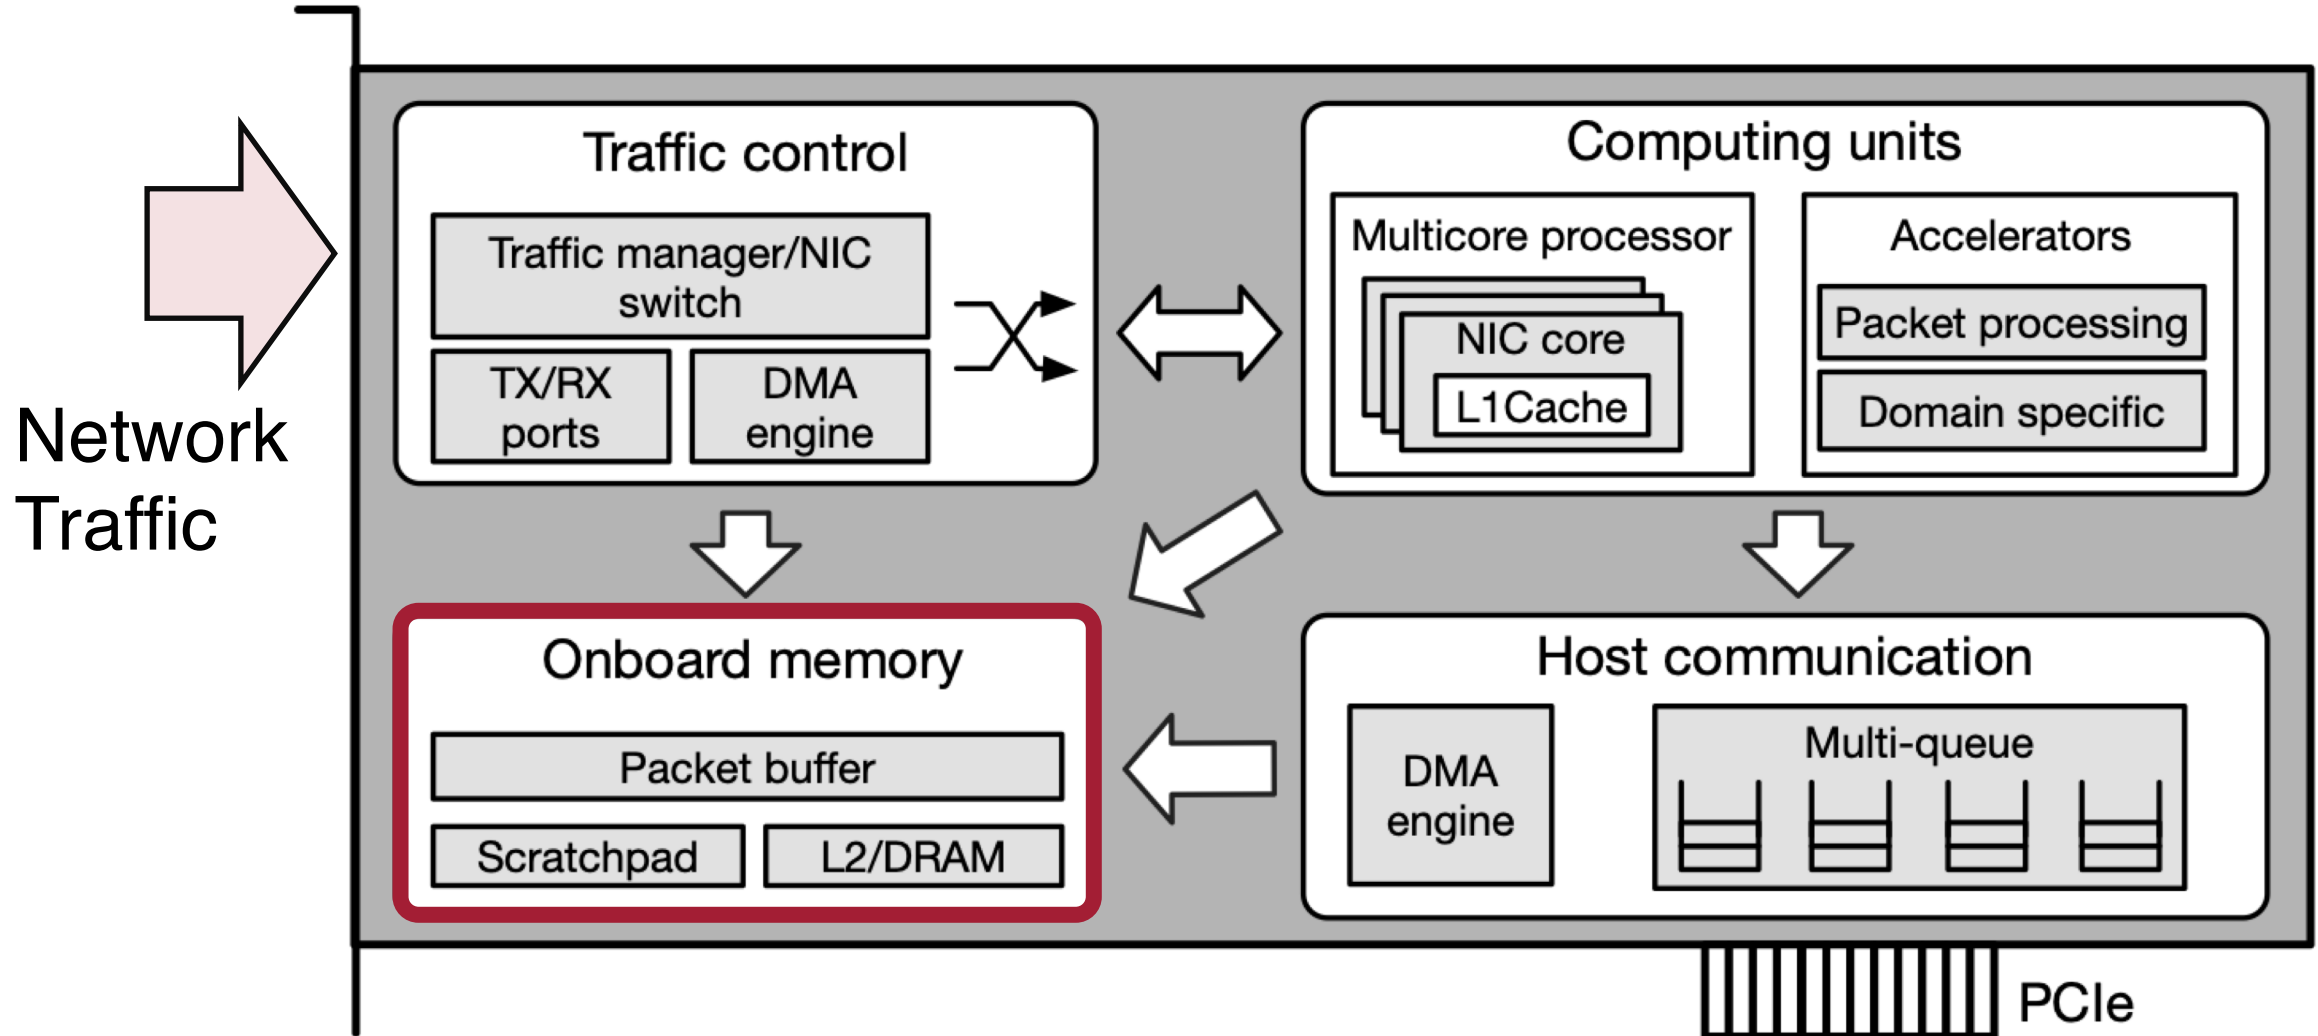 Network
Traffic
Traffic control
Traffic manager/NIC
switch
TX/RX
ports
DMA
engine
Computing units
Multicore processor
NIC core
L1Cache
Accelerators
Packet processing
Domain specific
Onboard memory
Packet buffer
Scratchpad
L2/DRAM
Host communication
DMA
engine
Multi-queue
PCIe